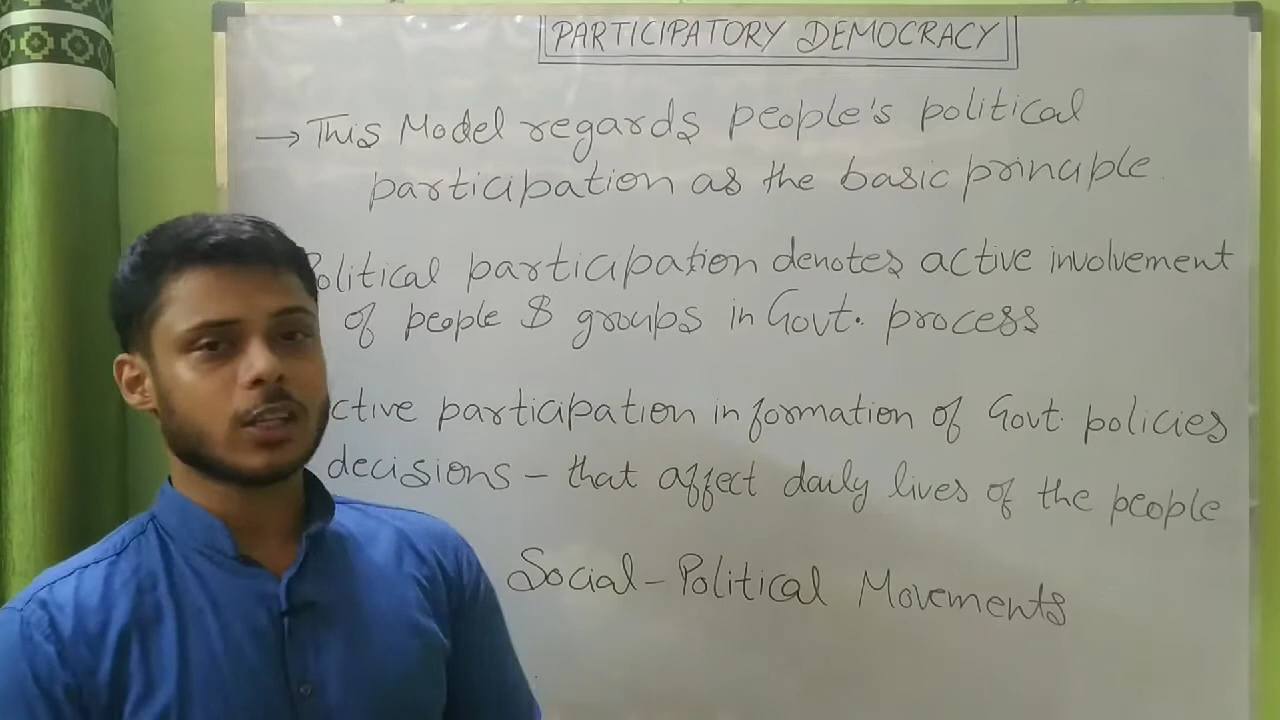 PARTICIPATORY DEMOCRACY
→ This Model regards people's political
participation as the basic principle.
Political participation denotes active involvement
of people & groups in Govt. process
ctive participation in formation of Govt. policies
decisions – that affect daily lives of the people
Social-Political Movements